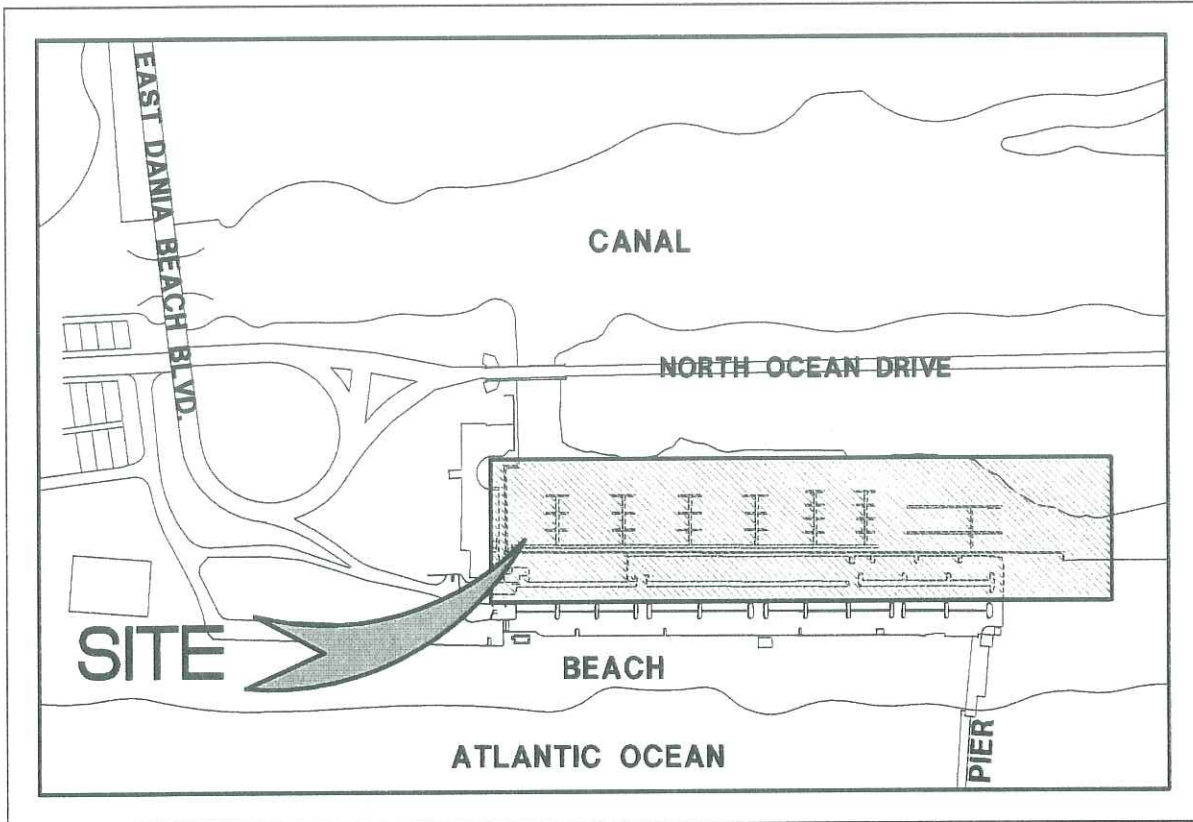 EAST DANIA BEACH BLVD.
CANAL
NORTH OCEAN DRIVE
SITE
BEACH
ATLANTIC OCEAN
PIER